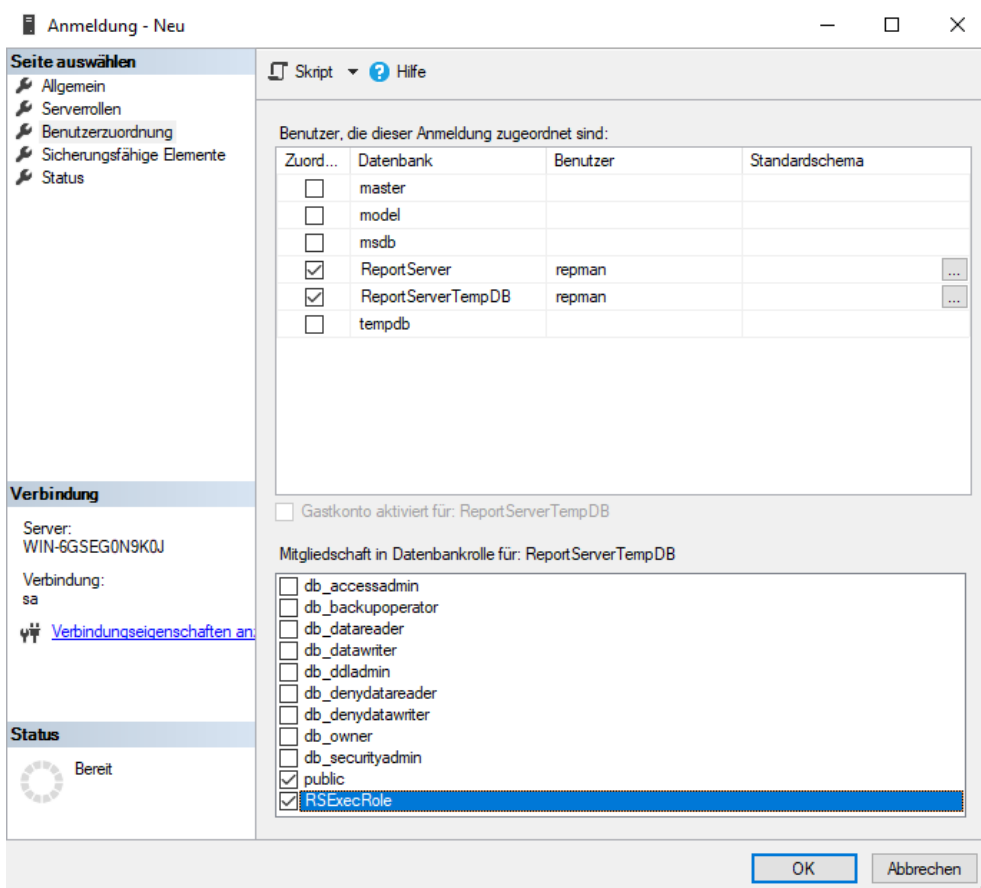 Anmeldung - Neu
Seite auswählen
Allgemein
Serverrollen
Benutzerzuordnung
Sicherungsfähige Elemente
Status
Skript Hilfe
Benutzer, die dieser Anmeldung zugeordnet sind:
Zuord... Datenbank Benutzer Standardschema
master
model
msdb
ReportServer repman ...
ReportServerTempDB repman ...
tempdb
Gastkonto aktiviert für: ReportServerTempDB
Mitgliedschaft in Datenbankrolle für: ReportServerTempDB
db_accessadmin
db_backupoperator
db_datareader
db_datawriter
db_ddladmin
db_denydatareader
db_denydatawriter
db_owner
db_securityadmin
public
RSExecRole
Verbindung
Server:
WIN-6GSEG0N9K0J
Verbindung:
sa
Verbindungseigenschaften an
Status
Bereit
OK Abbrechen